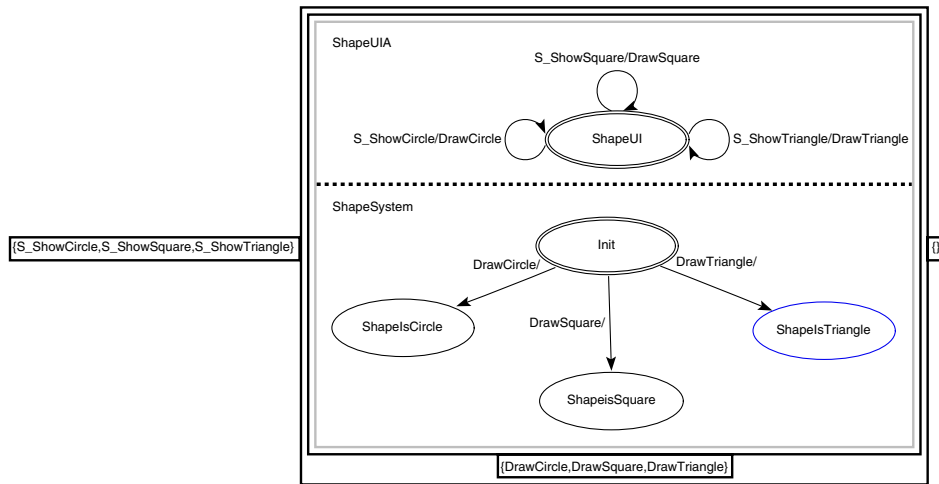 ShapeUIA
S_ShowSquare/DrawSquare
S_ShowCircle/DrawCircle
ShapeUI
S_ShowTriangle/DrawTriangle
ShapeSystem
{S_ShowCircle,S_ShowSquare,S_ShowTriangle}
Init
{}
DrawCircle/
DrawTriangle/
DrawSquare/
ShapeIsCircle
ShapeIsTriangle
ShapeisSquare
{DrawCircle,DrawSquare,DrawTriangle}